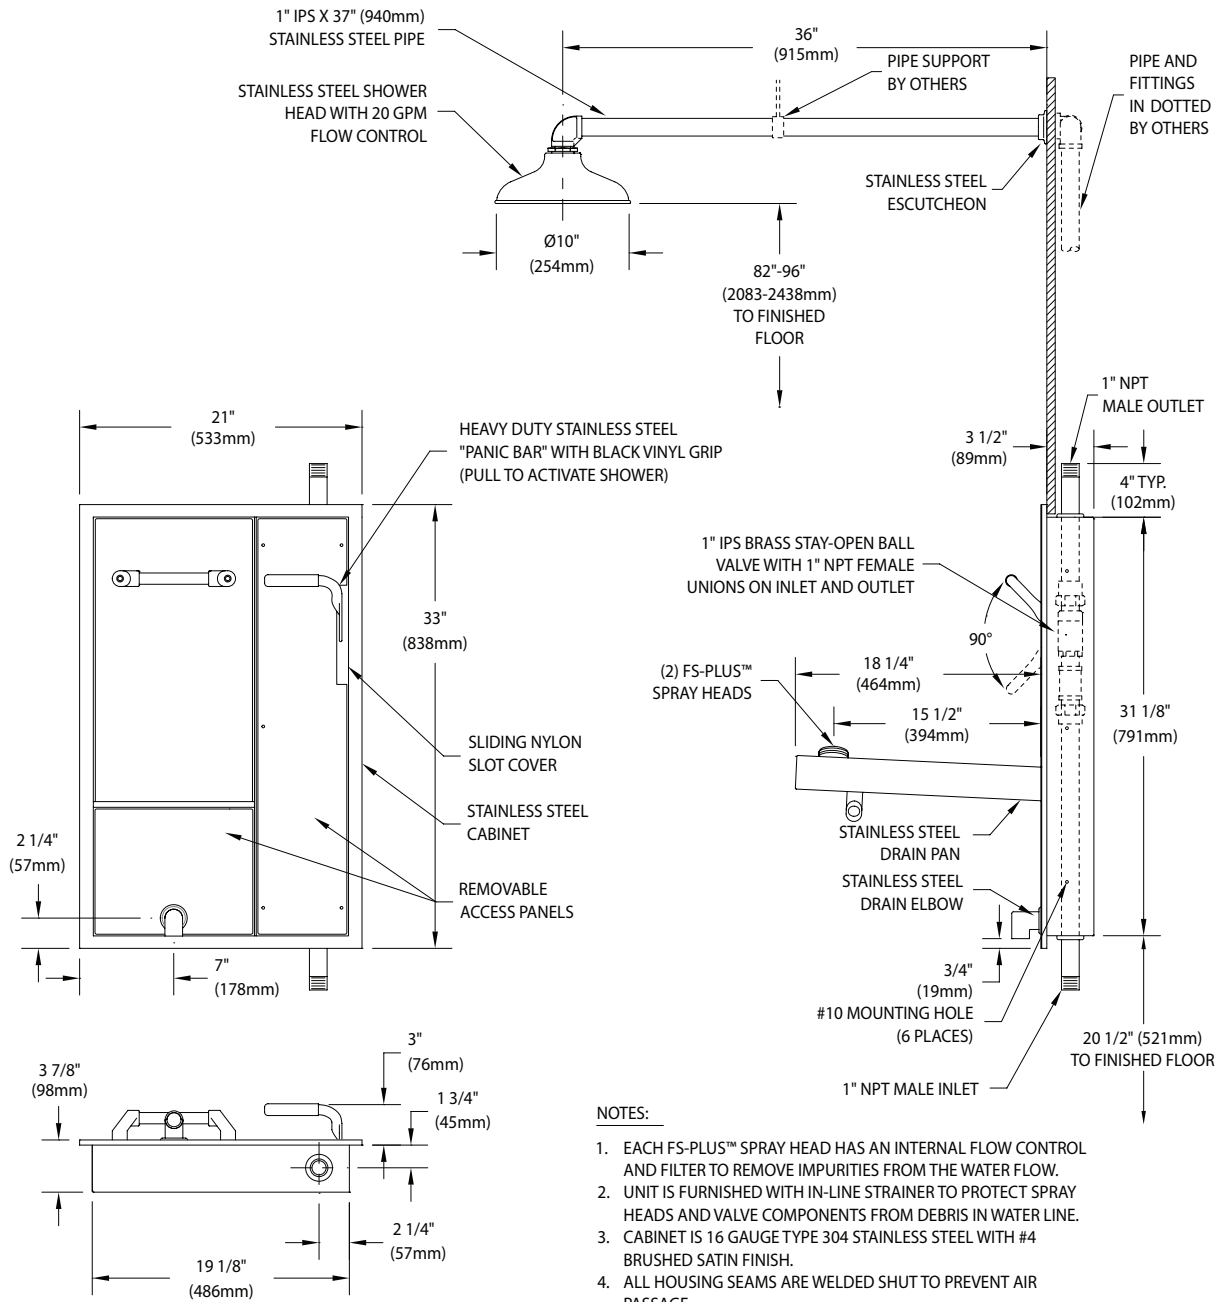 1" IPS X 37" (940mm)
STAINLESS STEEL PIPE
36"
(915mm)
PIPE SUPPORT
BY OTHERS
PIPE AND
FITTINGS
IN DOTTED
BY OTHERS
STAINLESS STEEL SHOWER
HEAD WITH 20 GPM
FLOW CONTROL
STAINLESS STEEL
ESCUTCHEON
Ø10"
(254mm)
82"-96"
(2083-2438mm)
TO FINISHED
FLOOR
1" NPT
MALE OUTLET
21"
(533mm)
HEAVY DUTY STAINLESS STEEL
"PANIC BAR" WITH BLACK VINYL GRIP
(PULL TO ACTIVATE SHOWER)
3 1/2"
(89mm)
4" TYP.
(102mm)
1" IPS BRASS STAY-OPEN BALL
VALVE WITH 1" NPT FEMALE
UNIONS ON INLET AND OUTLET
33"
(838mm)
90°
(2) FS-PLUS™
SPRAY HEADS
18 1/4"
(464mm)
15 1/2"
(394mm)
31 1/8"
(791mm)
SLIDING NYLON
SLOT COVER
STAINLESS STEEL
CABINET
2 1/4"
(57mm)
STAINLESS STEEL
DRAIN PAN
REMOVABLE
ACCESS PANELS
STAINLESS STEEL
DRAIN ELBOW
7"
(178mm)
3/4"
(19mm)
#10 MOUNTING HOLE
(6 PLACES)
20 1/2" (521mm)
TO FINISHED FLOOR
1" NPT MALE INLET
3"
(76mm)
3 7/8"
(98mm)
1 3/4"
(45mm)
2 1/4"
(57mm)
19 1/8"
(486mm)
NOTES:
1. EACH FS-PLUS™ SPRAY HEAD HAS AN INTERNAL FLOW CONTROL
AND FILTER TO REMOVE IMPURITIES FROM THE WATER FLOW.
2. UNIT IS FURNISHED WITH IN-LINE STRAINER TO PROTECT SPRAY
HEADS AND VALVE COMPONENTS FROM DEBRIS IN WATER LINE.
3. CABINET IS 16 GAUGE TYPE 304 STAINLESS STEEL WITH #4
BRUSHED SATIN FINISH.
4. ALL HOUSING SEAMS ARE WELDED SHUT TO PREVENT AIR